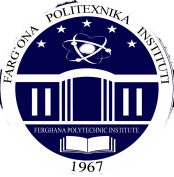 FARG'ONA POLITEXNIKA INSTITUTI
FERGHANA POLYTECHNIC INSTITUTE
1967